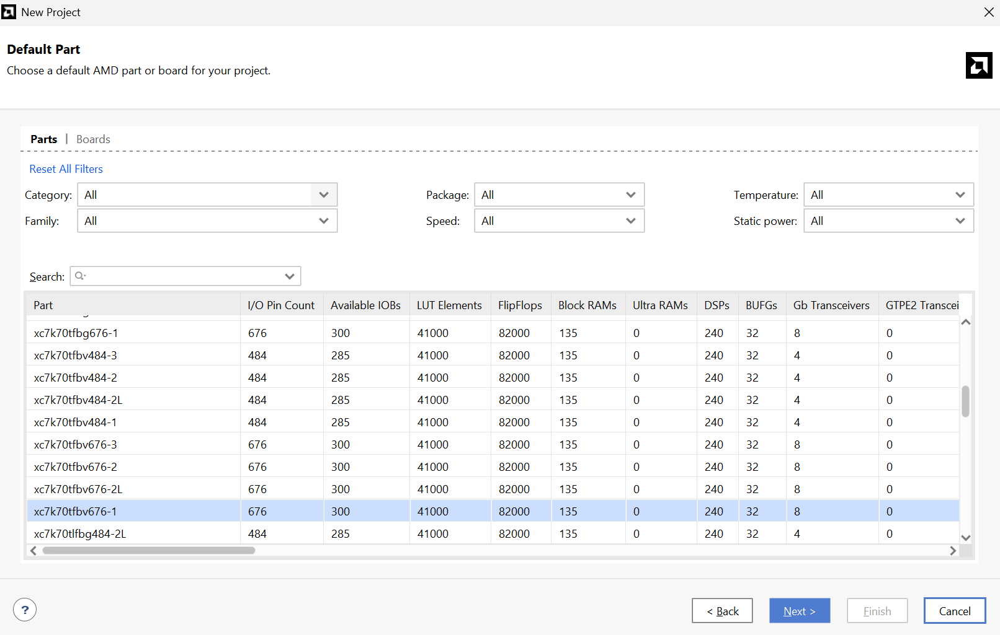 New Project
Default Part
Choose a default AMD part or board for your project.
Parts | Boards
Reset All Filters
Category: All Package: All Temperature: All
Family: All Speed: All Static power: All
Search:
Part I/O Pin Count Available IOBs LUT Elements FlipFlops Block RAMs Ultra RAMs DSPs BUFGs Gb Transceivers GTPE2 Transcei
xc7k70tfbg676-1 676 300 41000 82000 135 0 240 32 8 0
xc7k70tfbv484-3 484 285 41000 82000 135 0 240 32 4 0
xc7k70tfbv484-2 484 285 41000 82000 135 0 240 32 4 0
xc7k70tfbv484-2L 484 285 41000 82000 135 0 240 32 4 0
xc7k70tfbv484-1 484 285 41000 82000 135 0 240 32 4 0
xc7k70tfbv676-3 676 300 41000 82000 135 0 240 32 8 0
xc7k70tfbv676-2 676 300 41000 82000 135 0 240 32 8 0
xc7k70tfbv676-2L 676 300 41000 82000 135 0 240 32 8 0
xc7k70tfbv676-1 676 300 41000 82000 135 0 240 32 8 0
xc7k70tlfbg484-2L 484 285 41000 82000 135 0 240 32 4 0
? < Back Next > Finish Cancel